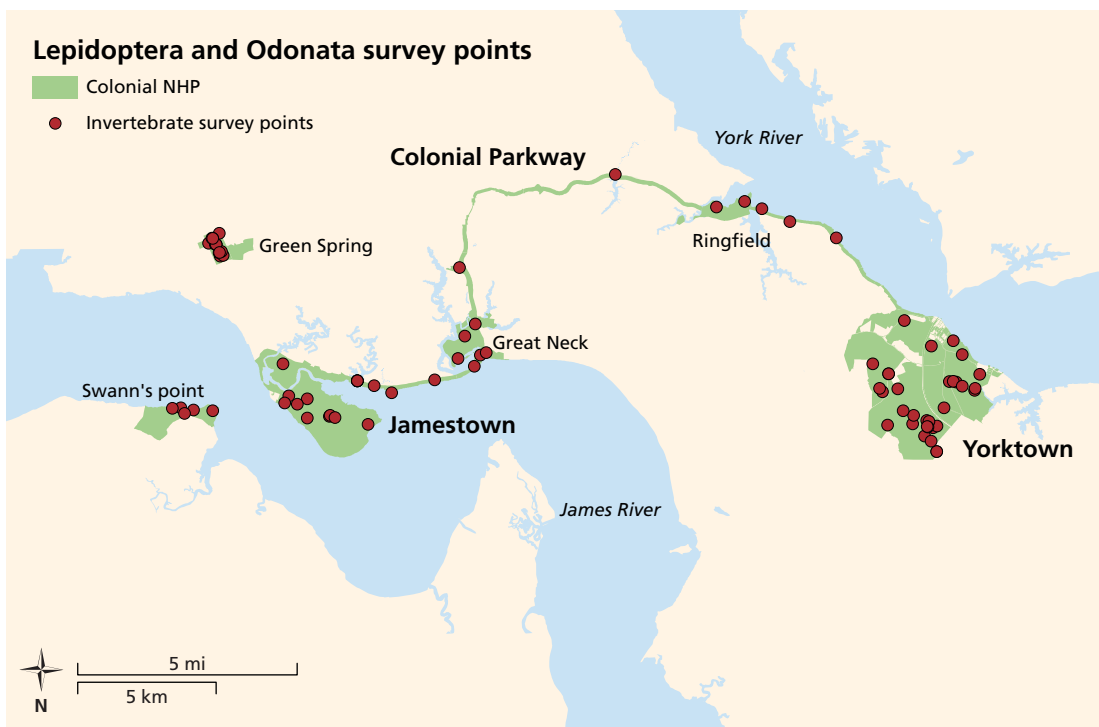 Lepidoptera and Odonata survey points
Colonial NHP
Invertebrate survey points
York River
Colonial Parkway
Green Spring
Ringfield
Great Neck
Swann's point
Jamestown
Yorktown
James River
5 mi
5 km
N